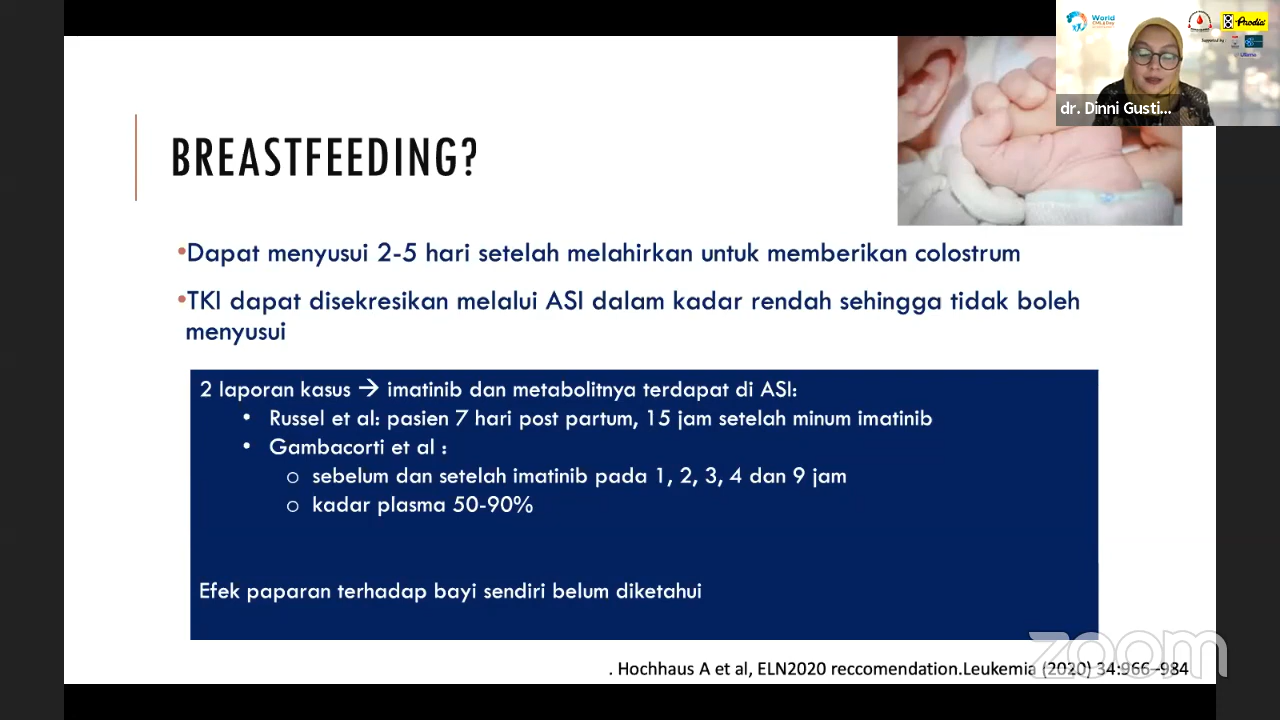 World
Prodia
Supported by
dr. Dinni Gusti...
BREASTFEEDING?
•Dapat menyusui 2-5 hari setelah melahirkan untuk memberikan colostrum
•TKI dapat disekresikan melalui ASI dalam kadar rendah sehingga tidak boleh
menyusui
2 laporan kasus → imatinib dan metabolitnya terdapat di ASI:
• Russel et al: pasien 7 hari post partum, 15 jam setelah minum imatinib
• Gambacorti et al :
o sebelum dan setelah imatinib pada 1, 2, 3, 4 dan 9 jam
o kadar plasma 50-90%
Efek paparan terhadap bayi sendiri belum diketahui
zoom
. Hochhaus A et al, ELN2020 reccomendation.Leukemia (2020) 34:966–984